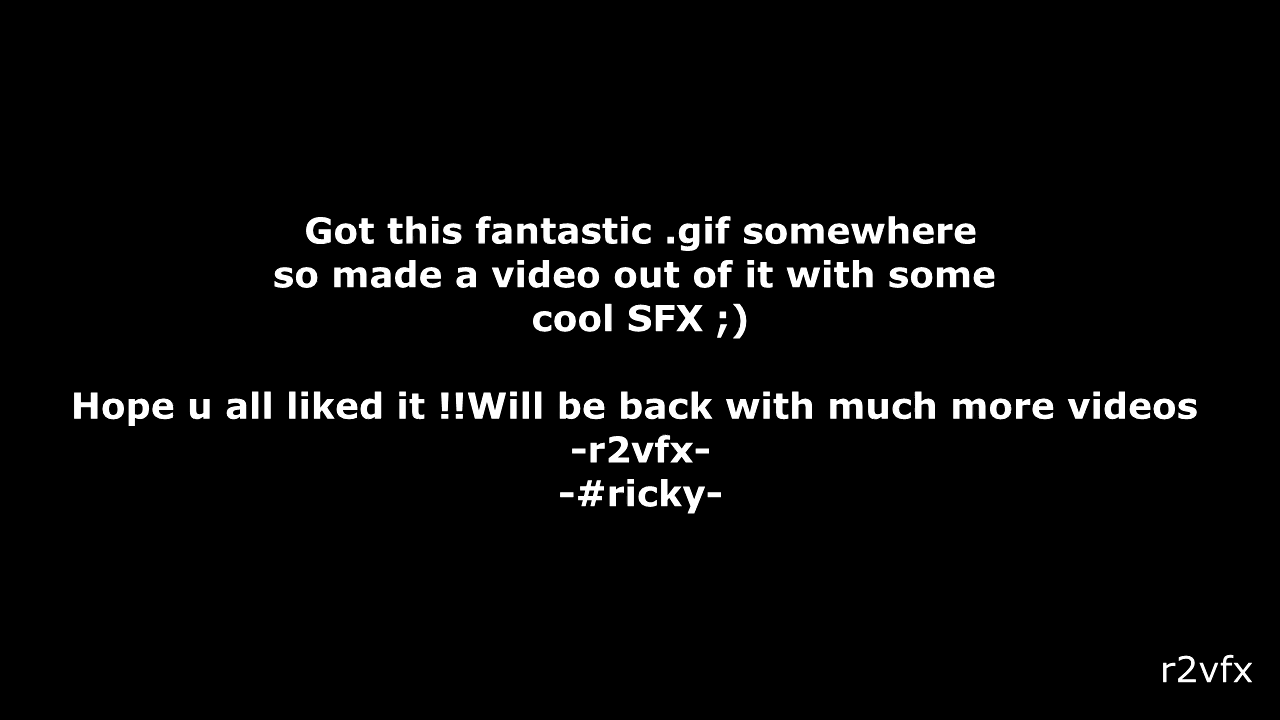 Got this fantastic .gif somewhere
so made a video out of it with some
cool SFX ;)
Hope u all liked it !!Will be back with much more videos
-r2vfx-
-#ricky-
r2vfx